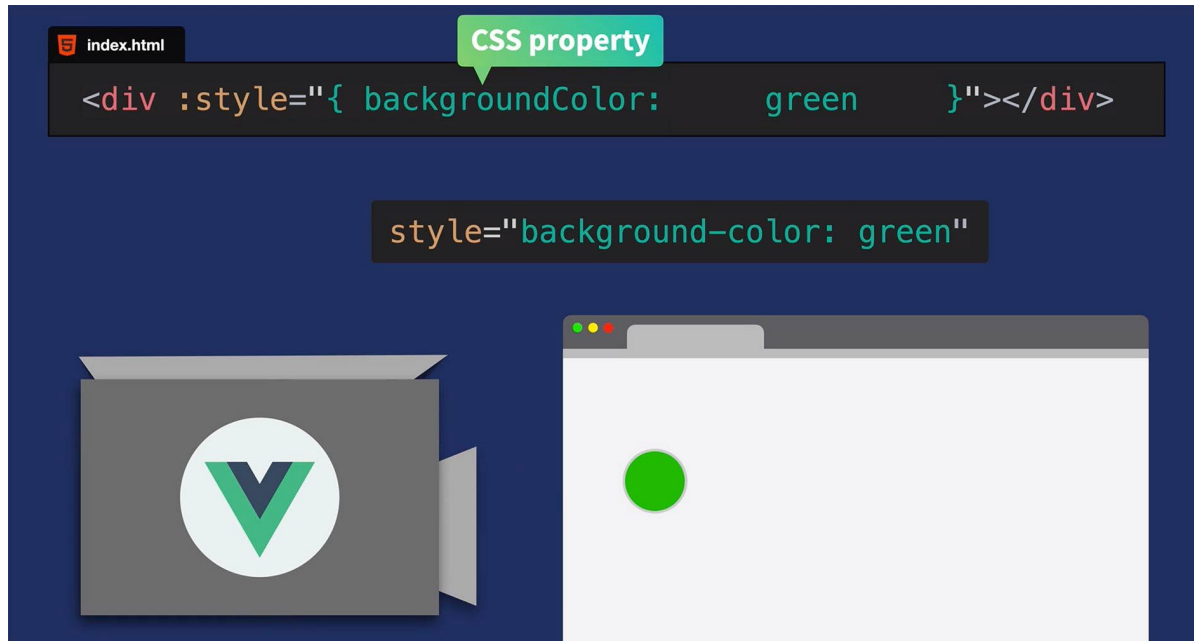 CSS property
index.html
<div :style="{ backgroundColor: green }"></div>
style="background-color: green"